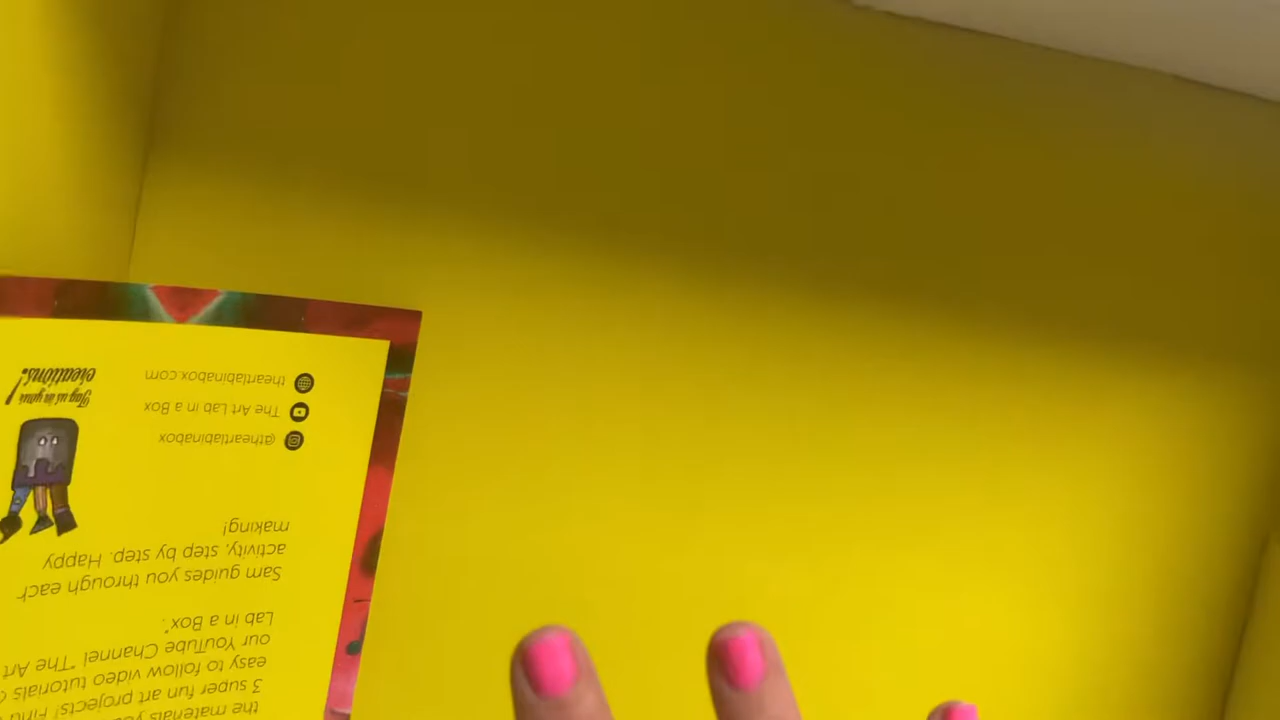 the materials
3 super fun art projects! Find
easy to follow video tutorials
our YouTube Channel "The Art
Lab in a Box".
Sam guides you through each
activity, step by step. Happy
making!
@theartlabinabox
The Art Lab in a Box
theartlabinabox.com
Tag us in your
creations!